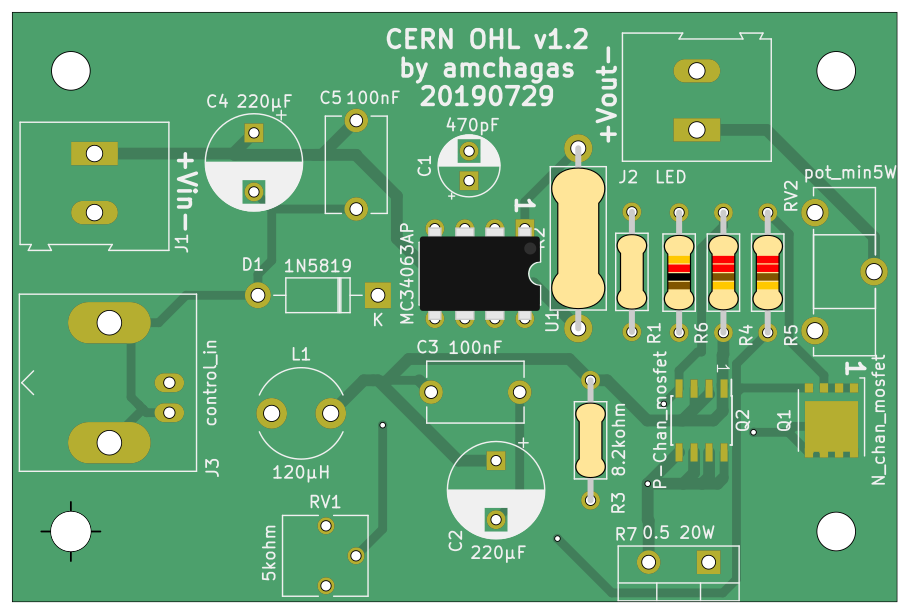 CERN OHL v1.2
by amchagas
20190729
+Vout-
C4 220µF
+
C5 100nF
470pF
C1
+
+Vin-
J1
J2 LED
pot_min5W
RV2
1
R2
MC34063AP
U1
D1
1N5819
K
R1
R6
R4
R5
L1
120µH
C3 100nF
control_in
J3
1
P-Chan_mosfet
Q2
1
Q1
N_chan_mosfet
8.2kohm
R3
+
C2
220µF
RV1
5kohm
R7 0.5 20W